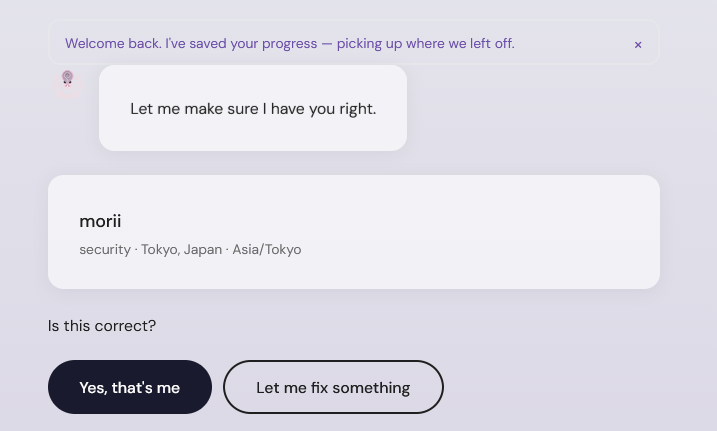 Welcome back. I've saved your progress — picking up where we left off. ×
Let me make sure I have you right.
morii
security · Tokyo, Japan · Asia/Tokyo
Is this correct?
Yes, that's me
Let me fix something